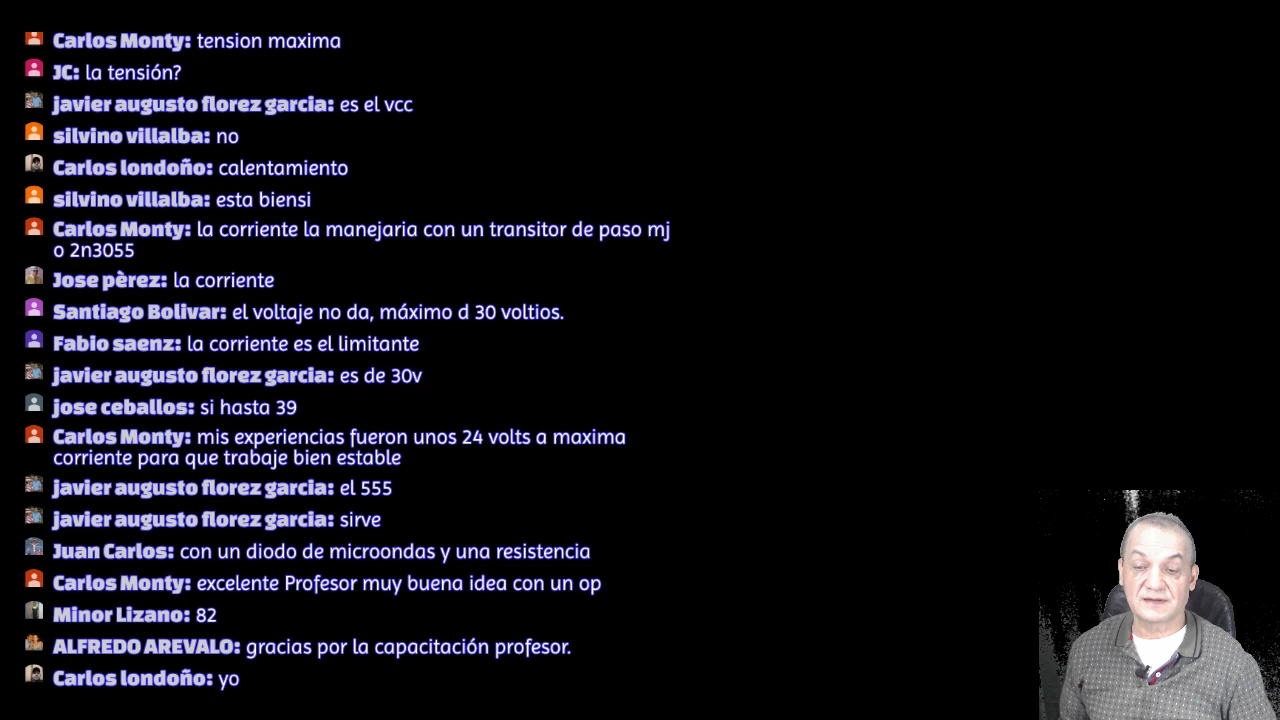 Carlos Monty: tension maxima
JC: la tensión?
javier augusto florez garcia: es el vcc
silvino villalba: no
Carlos londoño: calentamiento
silvino villalba: esta biensi
Carlos Monty: la corriente la manejaria con un transitor de paso mj
o 2n3055
Jose pèrez: la corriente
Santiago Bolivar: el voltaje no da, máximo d 30 voltios.
Fabio saenz: la corriente es el limitante
javier augusto florez garcia: es de 30v
jose ceballos: si hasta 39
Carlos Monty: mis experiencias fueron unos 24 volts a maxima
corriente para que trabaje bien estable
javier augusto florez garcia: el 555
javier augusto florez garcia: sirve
Juan Carlos: con un diodo de microondas y una resistencia
Carlos Monty: excelente Profesor muy buena idea con un op
Minor Lizano: 82
ALFREDO AREVALO: gracias por la capacitación profesor.
Carlos londoño: yo